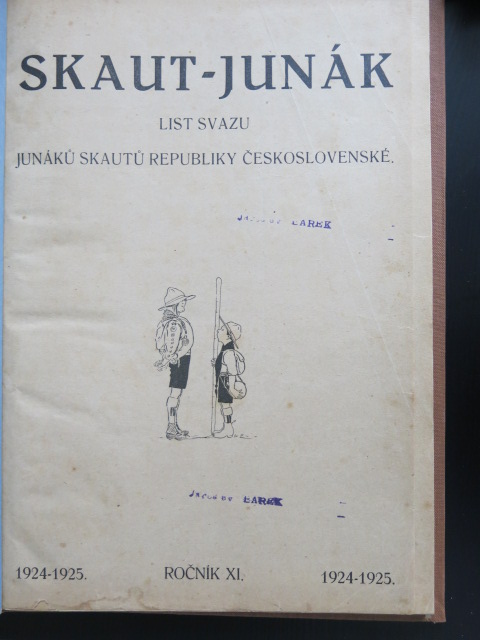 SKAUT-JUNÁK
LIST SVAZU
JUNÁKŮ SKAUTŮ REPUBLIKY ČESKOSLOVENSKÉ.
1924-1925. ROČNÍK XI. 1924-1925.